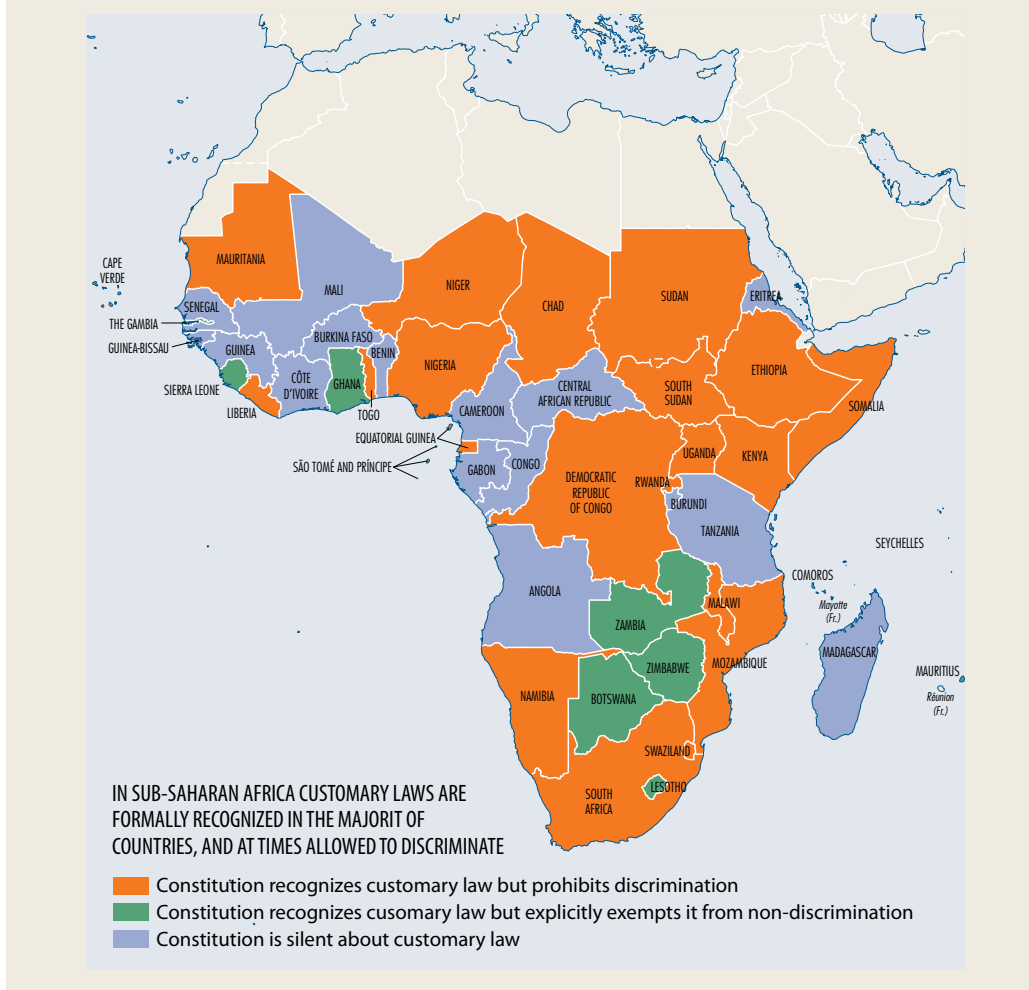 CAPE
VERDE
MAURITANIA
MALI
NIGER
CHAD
SUDAN
ERITREA
SENEGAL
THE GAMBIA
GUINEA-BISSAU
GUINEA
BURKINA FASO
BENIN
NIGERIA
ETHIOPIA
SIERRA LEONE
LIBERIA
CÔTE
D'IVOIRE
GHANA
TOGO
CAMEROON
CENTRAL
AFRICAN REPUBLIC
SOUTH
SUDAN
SOMALIA
EQUATORIAL GUINEA
SÃO TOMÉ AND PRÍNCIPE
GABON
CONGO
DEMOCRATIC
REPUBLIC
OF CONGO
UGANDA
KENYA
RWANDA
BURUNDI
TANZANIA
SEYCHELLES
COMOROS
Mayotte
(Fr.)
ANGOLA
ZAMBIA
MALAWI
MOZAMBIQUE
MADAGASCAR
MAURITIUS
Réunion
(Fr.)
NAMIBIA
ZIMBABWE
BOTSWANA
SWAZILAND
LESOTHO
SOUTH
AFRICA
IN SUB-SAHARAN AFRICA CUSTOMARY LAWS ARE
FORMALLY RECOGNIZED IN THE MAJORIT OF
COUNTRIES, AND AT TIMES ALLOWED TO DISCRIMINATE
Constitution recognizes customary law but prohibits discrimination
Constitution recognizes cusomary law but explicitly exempts it from non-discrimination
Constitution is silent about customary law